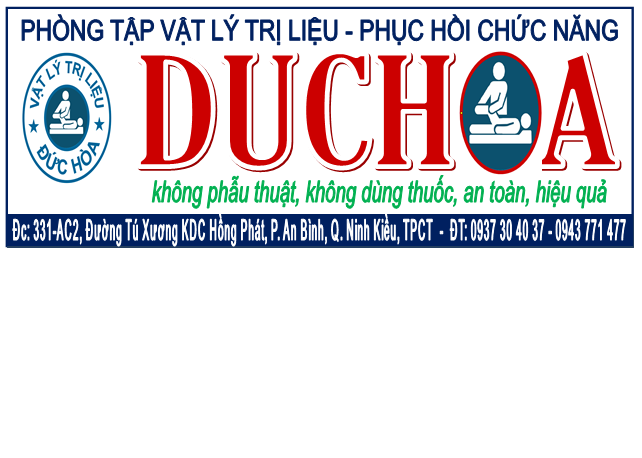 PHÒNG TẬP VẬT LÝ TRỊ LIỆU - PHỤC HỒI CHỨC NĂNG
VẬT LÝ TRỊ LIỆU
ĐỨC HÒA
DUCHOA
không phẫu thuật, không dùng thuốc, an toàn, hiệu quả
Đc: 331-AC2, Đường Tú Xương KDC Hồng Phát, P. An Bình, Q. Ninh Kiều, TPCT - ĐT: 0937 30 40 37 - 0943 771 477